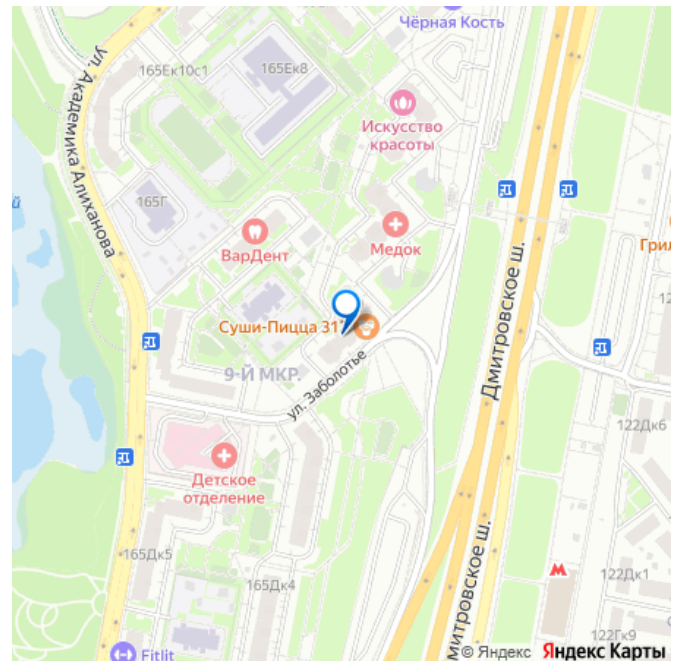 Чёрная Кость
165Ек10с1
165Ек8
ул. Академика Алиханова
Искусство
красоты
165Г
ВарДент
Медок
Грил
Суши-Пицца 31
9-Й МКР.
ул. Заболотье
Дмитровское ш.
122Дк6
Детское
отделение
165Дк5
165Дк4
митровское ш.
122Дк1
122Гк9
Fitlit
© Яндекс Яндекс Карты